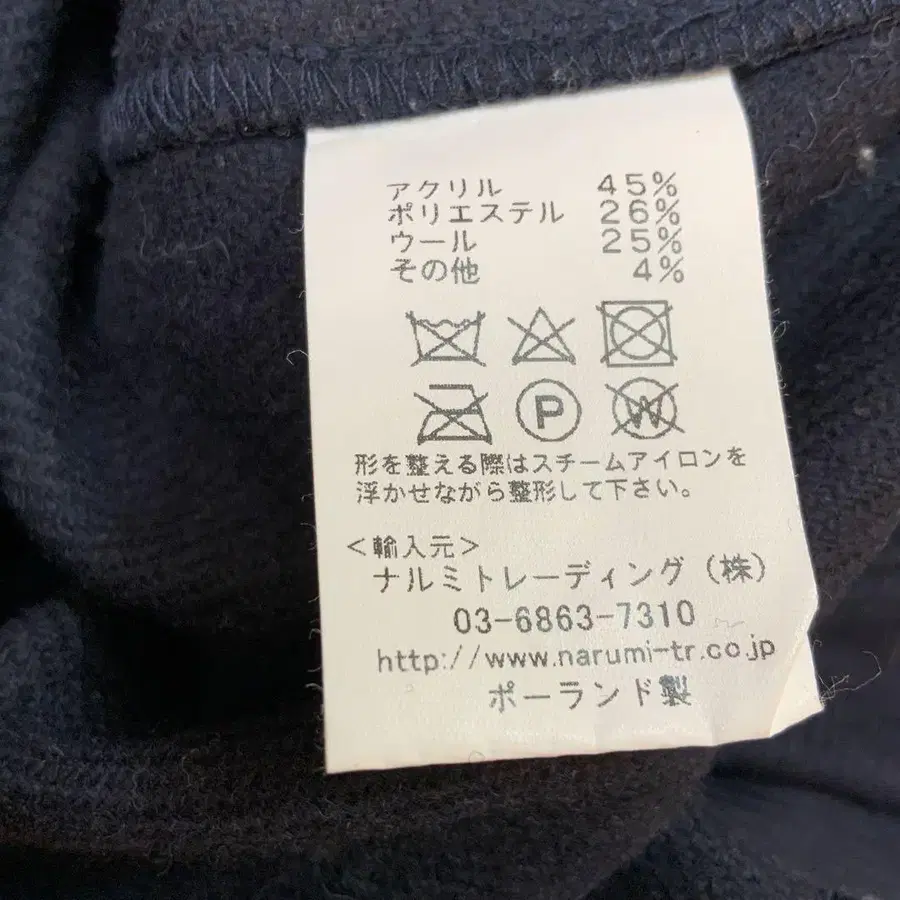 アクリル 45%
ポリエステル 26%
ウール 25%
その他 4%
P W
形を整える際はスチームアイロンを
浮かせながら整形して下さい。
<輸入元>
ナルミトレーディング(株)
03-6863-7310
http://www.narumi-tr.co.jp
ポーランド製